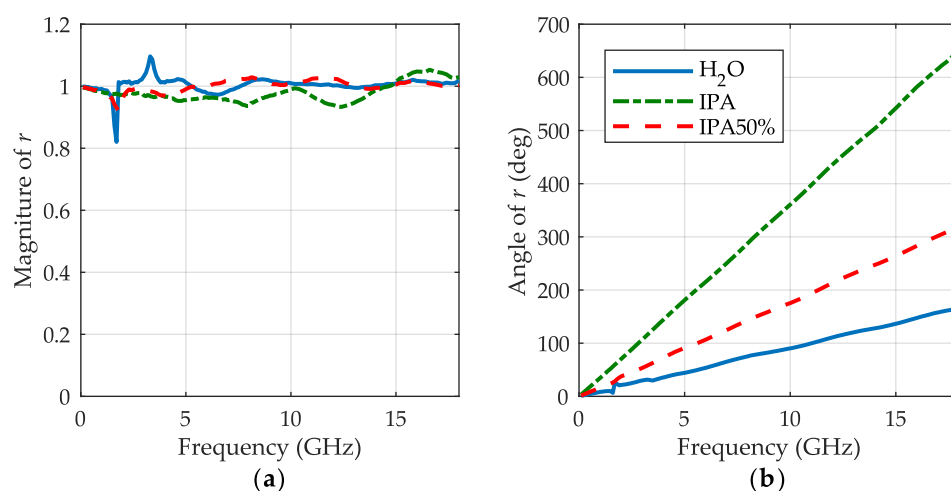 1.2
1
0.8
0.6
0.4
0.2
0
Magniture of r
0
5
10
15
Frequency (GHz)
(a)
700
600
500
400
300
200
100
0
Angle of r (deg)
H₂O
IPA
IPA50%
0
5
10
15
Frequency (GHz)
(b)